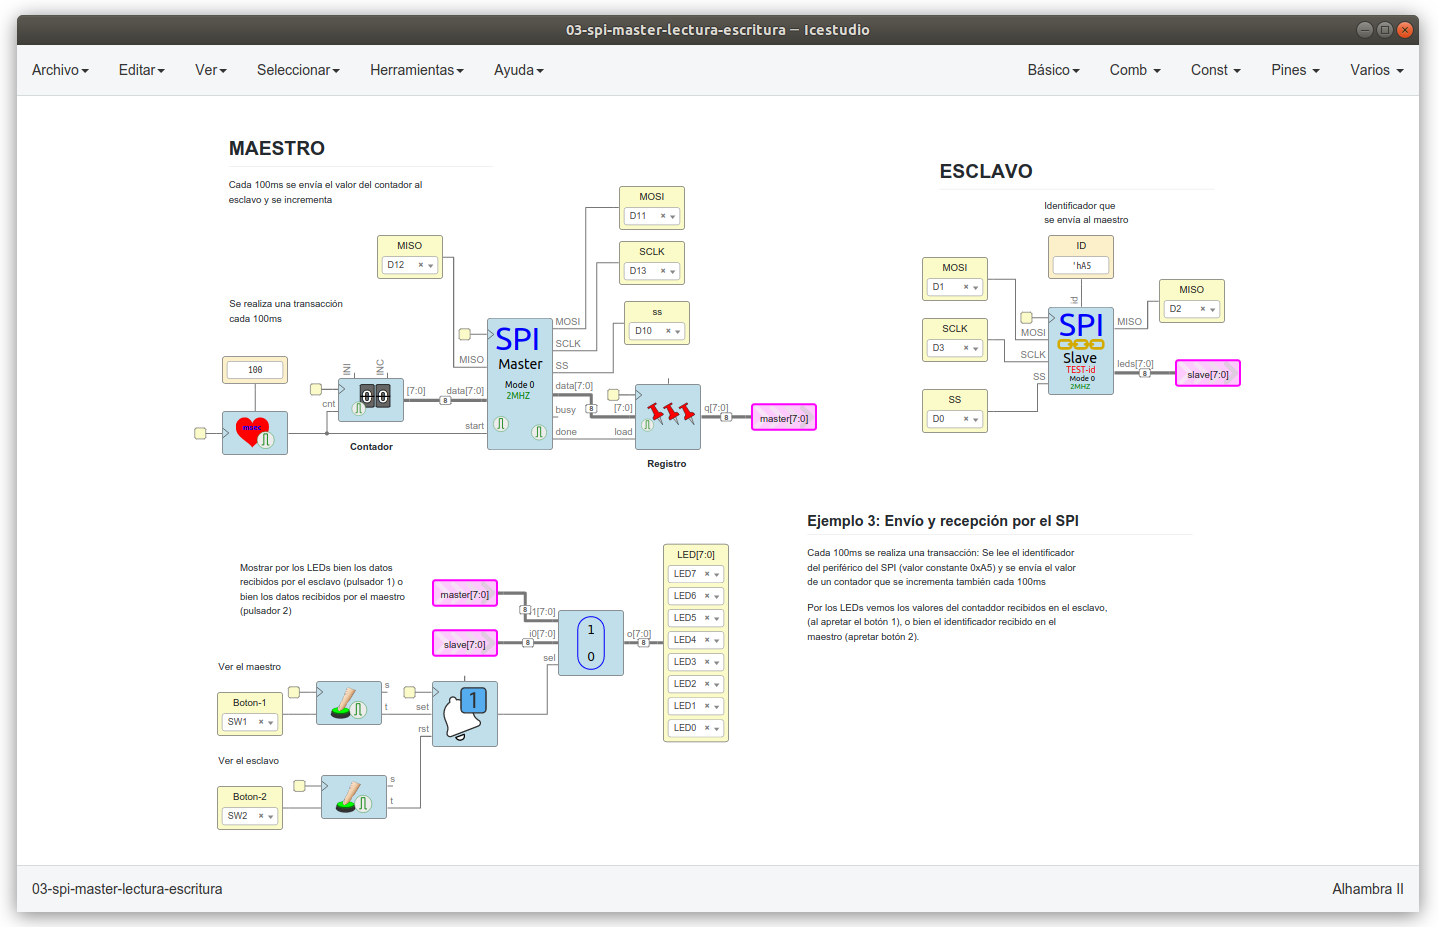 03-spi-master-lectura-escritura — Icestudio
Archivo Editar Ver Seleccionar Herramientas Ayuda Básico Comb Const Pines Varios
MAESTRO
Cada 100ms se envía el valor del contador al
esclavo y se incrementa
MISO
D12
MOSI
D11
SCLK
D13
ss
D10
Se realiza una transacción
cada 100ms
100
msec
cnt
INI
INC
[7:0]
00
Contador
MISO
data[7:0]
start
SPI
Master
Mode 0
2MHZ
MOSI
SCLK
SS
data[7:0]
busy
done
8
8
[7:0]
load
q[7:0]
8
Registro
master[7:0]
ESCLAVO
Identificador que
se envía al maestro
ID
'hA5
id
MOSI
D1
SCLK
D3
SS
D0
MOSI
SCLK
SS
SPI
Slave
TEST-id
Mode 0
2MHZ
MISO
leds[7:0]
8
MISO
D2
slave[7:0]
Ejemplo 3: Envío y recepción por el SPI
Cada 100ms se realiza una transacción: Se lee el identificador
del periférico del SPI (valor constante 0xA5) y se envía el valor
de un contador que se incrementa también cada 100ms
Por los LEDs vemos los valores del contaddor recibidos en el esclavo,
(al apretar el botón 1), o bien el identificador recibido en el
maestro (apretar botón 2).
Mostrar por los LEDs bien los datos
recibidos por el esclavo (pulsador 1) o
bien los datos recibidos por el maestro
(pulsador 2)
master[7:0]
slave[7:0]
8
8
1[7:0]
i0[7:0]
sel
1
0
o[7:0]
8
LED[7:0]
LED7
LED6
LED5
LED4
LED3
LED2
LED1
LED0
Ver el maestro
Boton-1
SW1
s
t
set
rst
1
Ver el esclavo
Boton-2
SW2
s
t
03-spi-master-lectura-escritura
Alhambra II